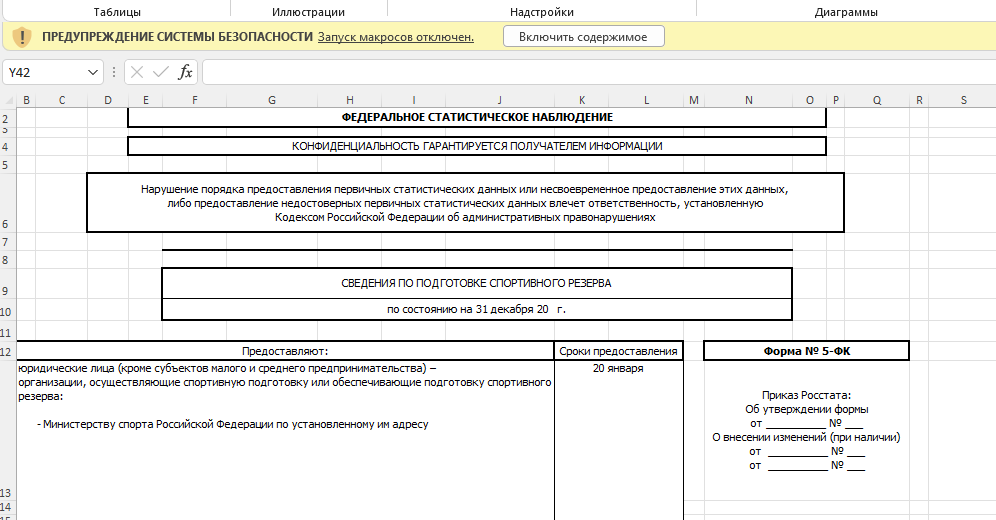 Таблицы Иллюстрации Надстройки Диаграммы
ПРЕДУПРЕЖДЕНИЕ СИСТЕМЫ БЕЗОПАСНОСТИ Запуск макросов отключен. Включить содержимое
Y42 fx
B C D E F G H I J K L M N O P Q R S
2 ФЕДЕРАЛЬНОЕ СТАТИСТИЧЕСКОЕ НАБЛЮДЕНИЕ
3
4 КОНФИДЕНЦИАЛЬНОСТЬ ГАРАНТИРУЕТСЯ ПОЛУЧАТЕЛЕМ ИНФОРМАЦИИ
5
Нарушение порядка предоставления первичных статистических данных или несвоевременное предоставление этих данных,
либо предоставление недостоверных первичных статистических данных влечет ответственность, установленную
Кодексом Российской Федерации об административных правонарушениях
6
7
8
СВЕДЕНИЯ ПО ПОДГОТОВКЕ СПОРТИВНОГО РЕЗЕРВА
9
10 по состоянию на 31 декабря 20 г.
11
12 Предоставляют: Сроки предоставления Форма № 5-ФК
юридические лица (кроме субъектов малого и среднего предпринимательства) – 20 января
организации, осуществляющие спортивную подготовку или обеспечивающие подготовку спортивного
резерва:
- Министерству спорта Российской Федерации по установленному им адресу
Приказ Росстата:
Об утверждении формы
от __________ № ___
О внесении изменений (при наличии)
от __________ № ___
от __________ № ___
13
14
15